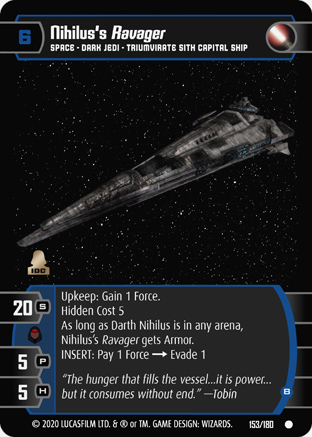 6
Nihilus's Ravager
SPACE - DARK JEDI - TRIUMVIRATE SITH CAPITAL SHIP
IDC
20 S
5 P
5 H
Upkeep: Gain 1 Force.
Hidden Cost 5
As long as Darth Nihilus is in any arena,
Nihilus's Ravager gets Armor.
INSERT: Pay 1 Force → Evade 1
“The hunger that fills the vessel...it is power...
but it consumes without end.” —Tobin
B
© 2020 LUCASFILM LTD. & ® or TM. GAME DESIGN: WIZARDS. 153/180